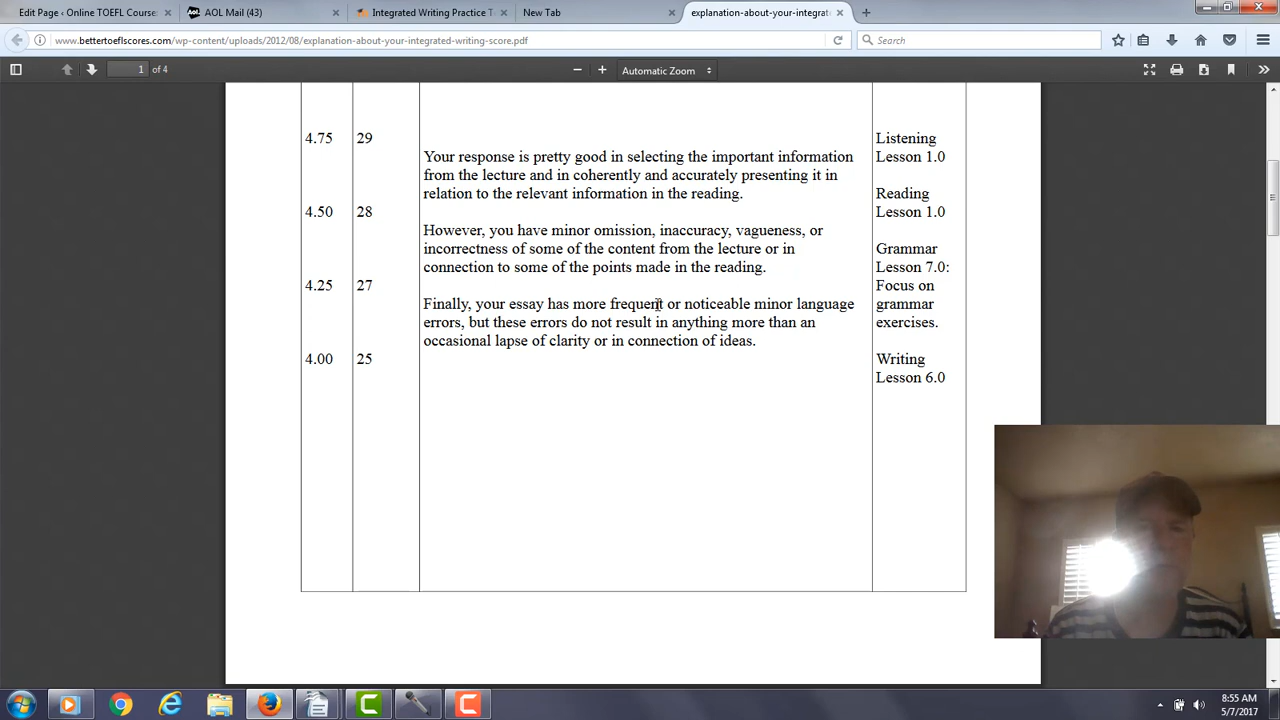 Edit Page ‹ Online TOEFL Course:
AOL Mail (43)
Integrated Writing Practice T
New Tab
explanation-about-your-integrat
www.bettertoeflscores.com/wp-content/uploads/2012/08/explanation-about-your-integrated-writing-score.pdf
Search
1 of 4
Automatic Zoom
4.75 29
Listening
Your response is pretty good in selecting the important information
Lesson 1.0
from the lecture and in coherently and accurately presenting it in
relation to the relevant information in the reading.
Reading
4.50 28
Lesson 1.0
However, you have minor omission, inaccuracy, vagueness, or
incorrectness of some of the content from the lecture or in
Grammar
connection to some of the points made in the reading.
Lesson 7.0:
4.25 27
Focus on
Finally, your essay has more frequent or noticeable minor language
grammar
errors, but these errors do not result in anything more than an
exercises.
occasional lapse of clarity or in connection of ideas.
4.00 25
Writing
Lesson 6.0
8:55 AM
5/7/2017